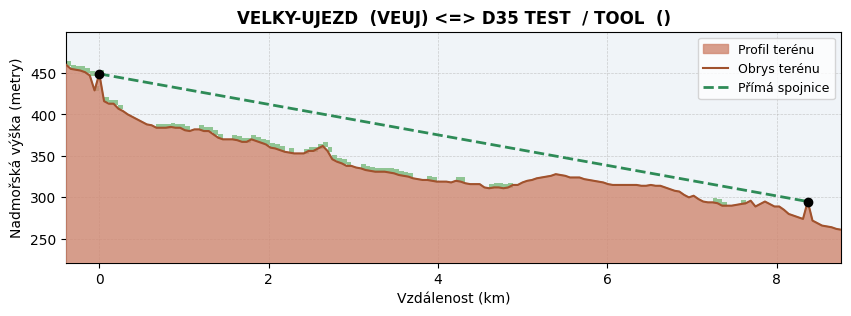 VELKY-UJEZD  (VEUJ) <=> D35 TEST  / TOOL  ()
Nadmořská výška (metry)
450
400
350
300
250
Profil terénu
Obrys terénu
Přímá spojnice
0
2
4
6
8
Vzdálenost (km)